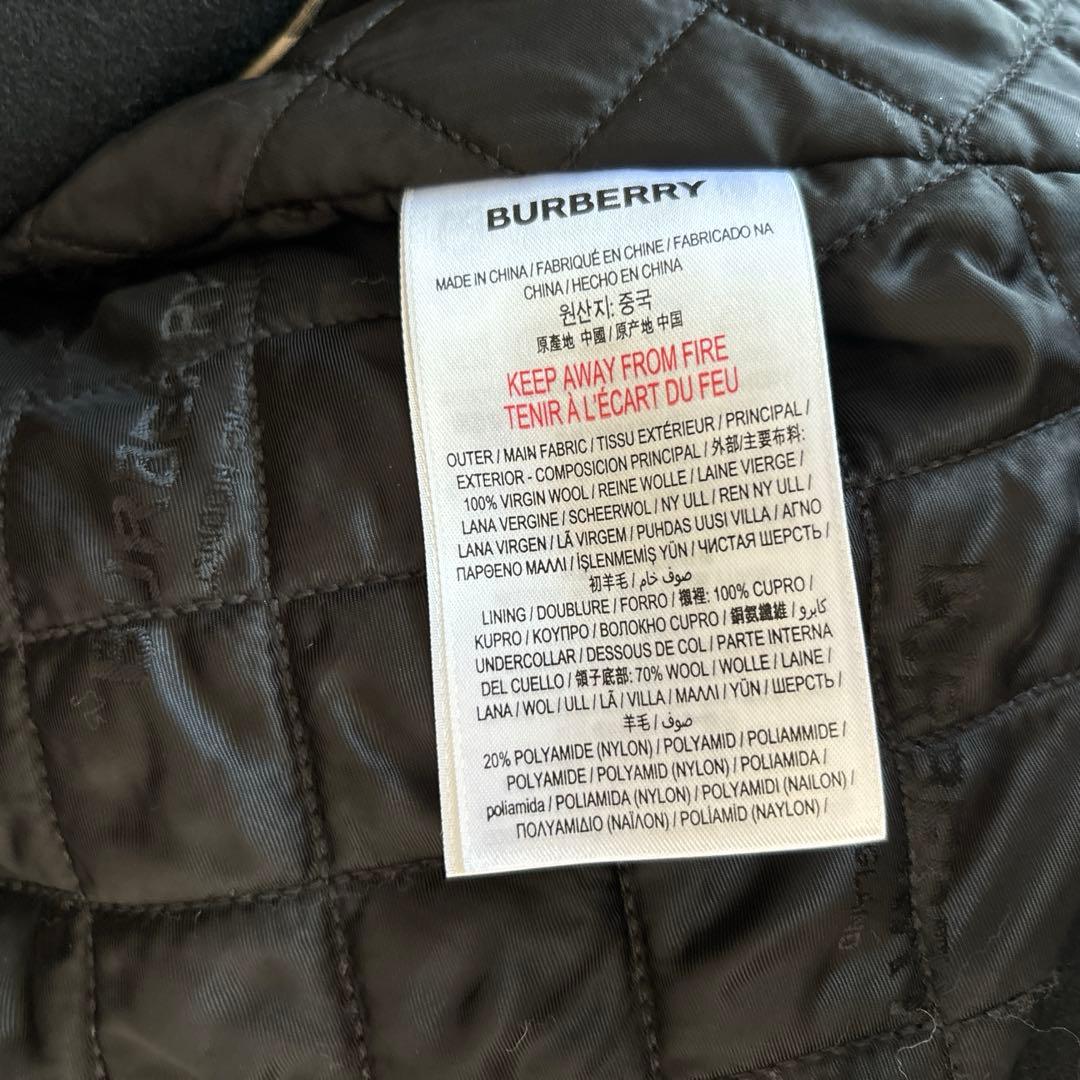 BURBERRY
MADE IN CHINA / FABRIQUÉ EN CHINE / FABRICADO NA
CHINA / HECHO EN CHINA
원산지: 중국
原產地 中國 / 原产地 中国
KEEP AWAY FROM FIRE
TENIR À L'ÉCART DU FEU
OUTER / MAIN FABRIC / TISSU EXTÉRIEUR / PRINCIPAL /
EXTERIOR - COMPOSICION PRINCIPAL / 外部/主要布料:
100% VIRGIN WOOL / REINE WOLLE / LAINE VIERGE /
LANA VERGINE / SCHEERWOL / NY ULL / REN NY ULL /
LANA VIRGEN / LÃ VIRGEM / PUHDAS UUSI VILLA / ΑΓΝΟ
ΠΑΡΘΕΝΟ ΜΑΛΛΙ / İŞLENMEMİŞ YÜN / ЧИСТАЯ ШЕРСТЬ /
初羊毛 / صوف خام /
LINING / DOUBLURE / FORRO / 襯裡: 100% CUPRO /
KUPRO / ΚΟΥΠΡΟ / ВОЛОКНО CUPRO / 銅氨纖維 / كابرو /
UNDERCOLLAR / DESSOUS DE COL / PARTE INTERNA
DEL CUELLO / 領子底部: 70% WOOL / WOLLE / LAINE /
LANA / WOL / ULL / LÃ / VILLA / ΜΑΛΛΙ / YÜN / ШЕРСТЬ /
羊毛 / صوف /
20% POLYAMIDE (NYLON) / POLYAMID / POLIAMMIDE /
POLYAMIDE / POLYAMID (NYLON) / POLIAMIDA /
poliamida / POLIAMIDA (NYLON) / POLYAMIDI (NAILON) /
ΠΟΛΥΑΜΙΔΙΟ (ΝΑΪΛΟΝ) / POLİAMİD (NAYLON) /